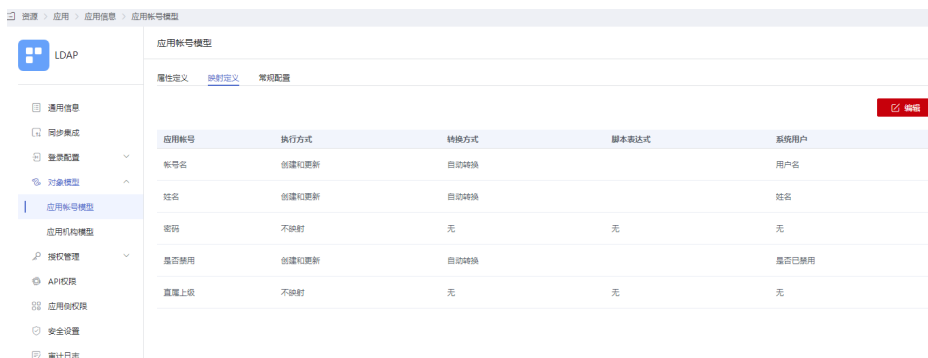 资源 > 应用 > 应用信息 > 应用帐号模型
LDAP
通用信息
同步集成
登录配置
对象模型
应用帐号模型
应用机构模型
授权管理
API权限
应用侧权限
安全设置
审计日志
应用帐号模型
属性定义 映射定义 常规配置
编辑
应用帐号 执行方式 转换方式 脚本表达式 系统用户
帐号名 创建和更新 自动转换 用户名
姓名 创建和更新 自动转换 姓名
密码 不映射 无 无 无
是否禁用 创建和更新 自动转换 是否已禁用
直属上级 不映射 无 无 无